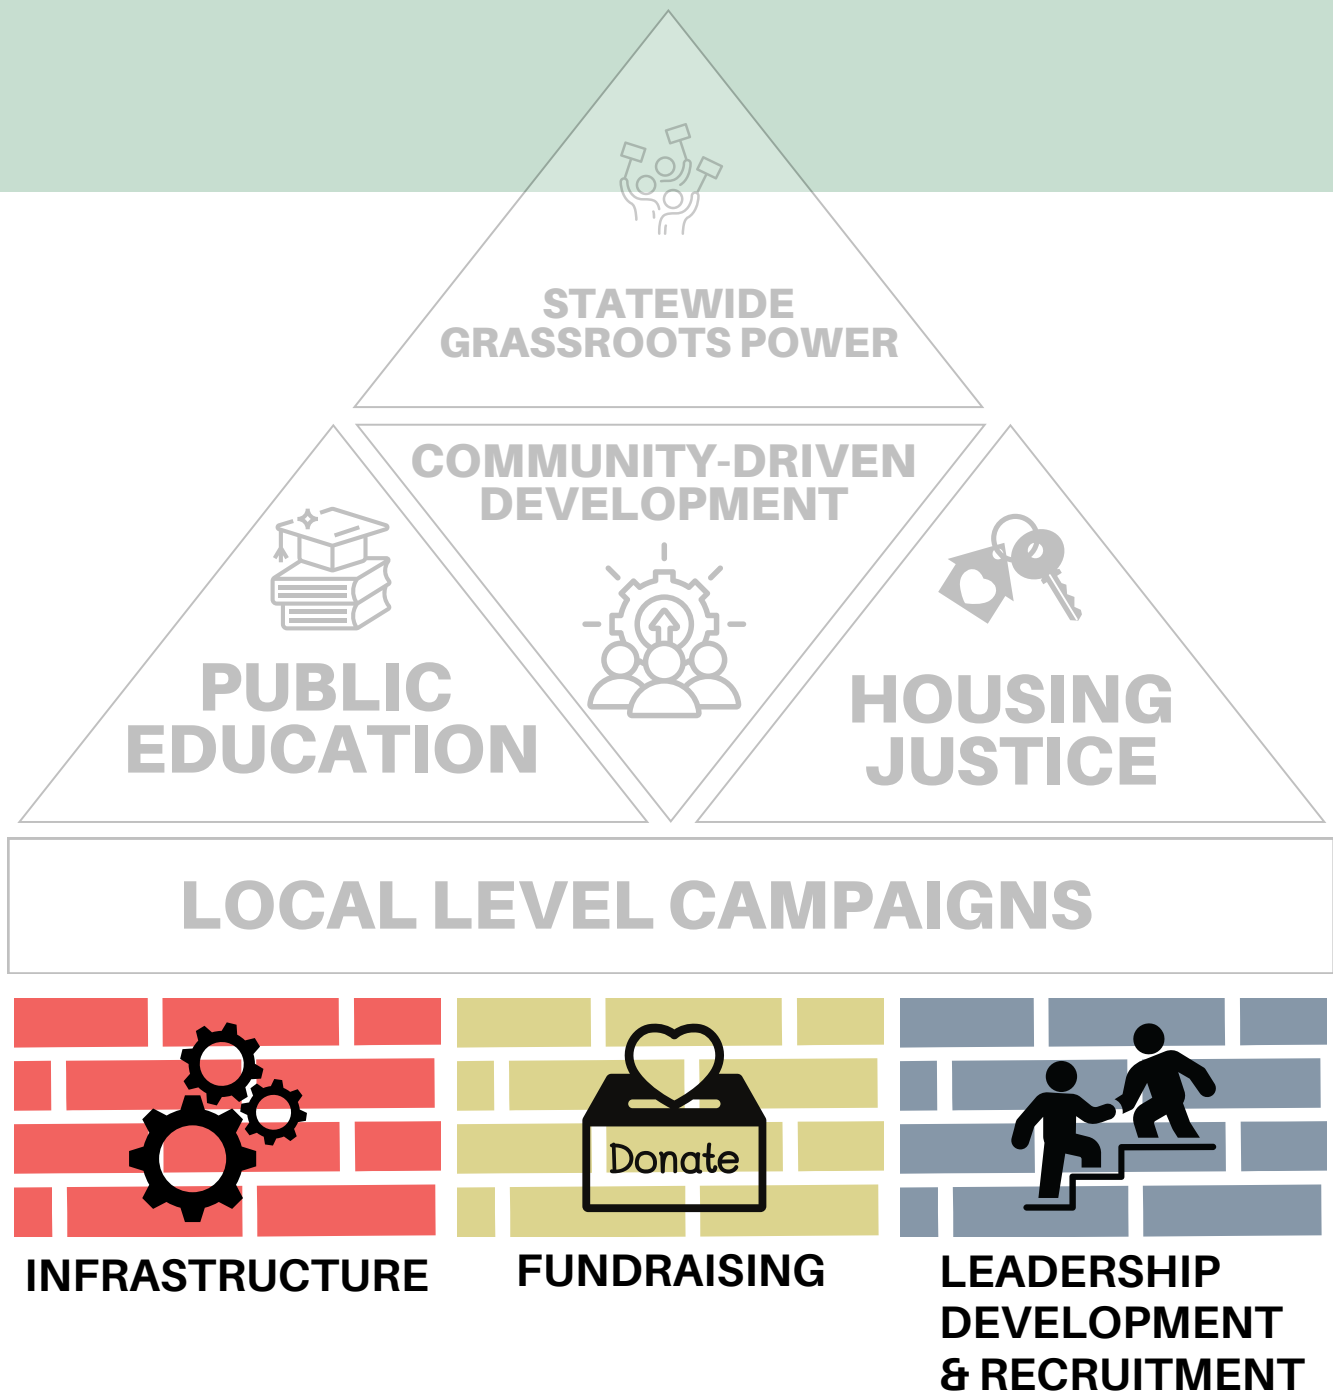 STATEWIDE
GRASSROOTS POWER
COMMUNITY-DRIVEN
DEVELOPMENT
PUBLIC
EDUCATION
HOUSING
JUSTICE
LOCAL LEVEL CAMPAIGNS
Donate
INFRASTRUCTURE
FUNDRAISING
LEADERSHIP
DEVELOPMENT
& RECRUITMENT